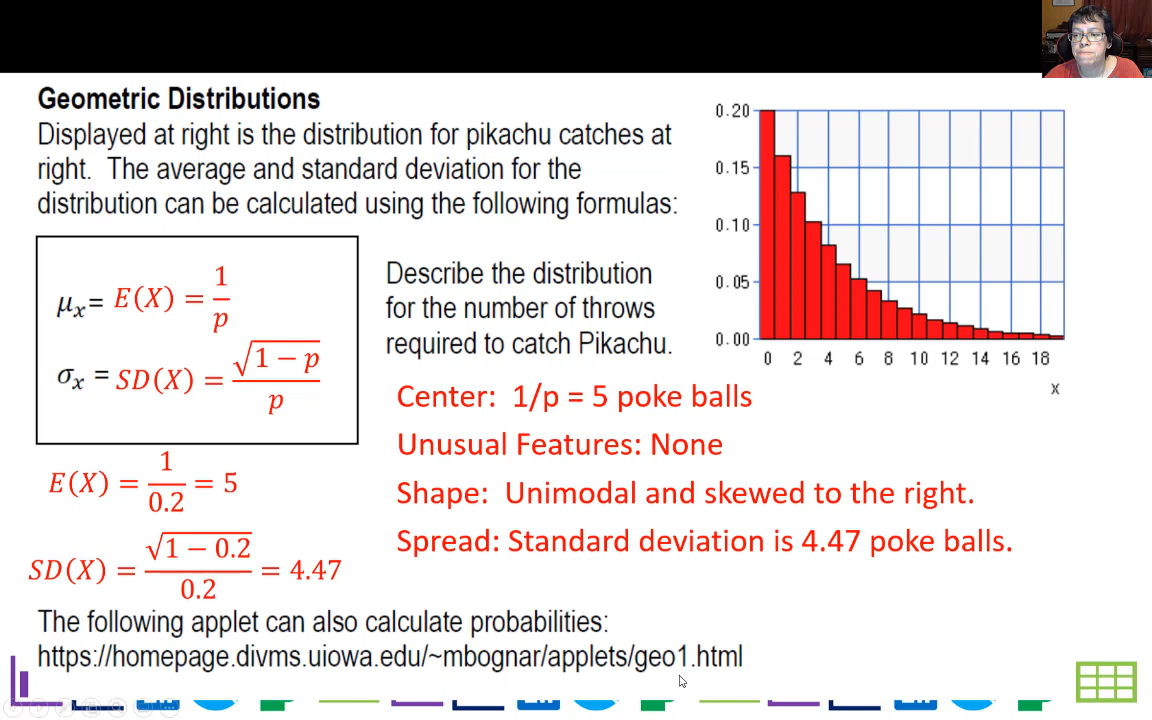 Geometric Distributions
Displayed at right is the distribution for pikachu catches at
right. The average and standard deviation for the
distribution can be calculated using the following formulas:
μₓ= E(X) = 1/p
σₓ = SD(X) = √(1 − p)/p
E(X) = 1/0.2 = 5
SD(X) = √(1 − 0.2)/0.2 = 4.47
Describe the distribution
for the number of throws
required to catch Pikachu.
0.20
0.15
0.10
0.05
0.00
0 2 4 6 8 10 12 14 16 18
x
Center: 1/p = 5 poke balls
Unusual Features: None
Shape: Unimodal and skewed to the right.
Spread: Standard deviation is 4.47 poke balls.
The following applet can also calculate probabilities:
https://homepage.divms.uiowa.edu/~mbognar/applets/geo1.html